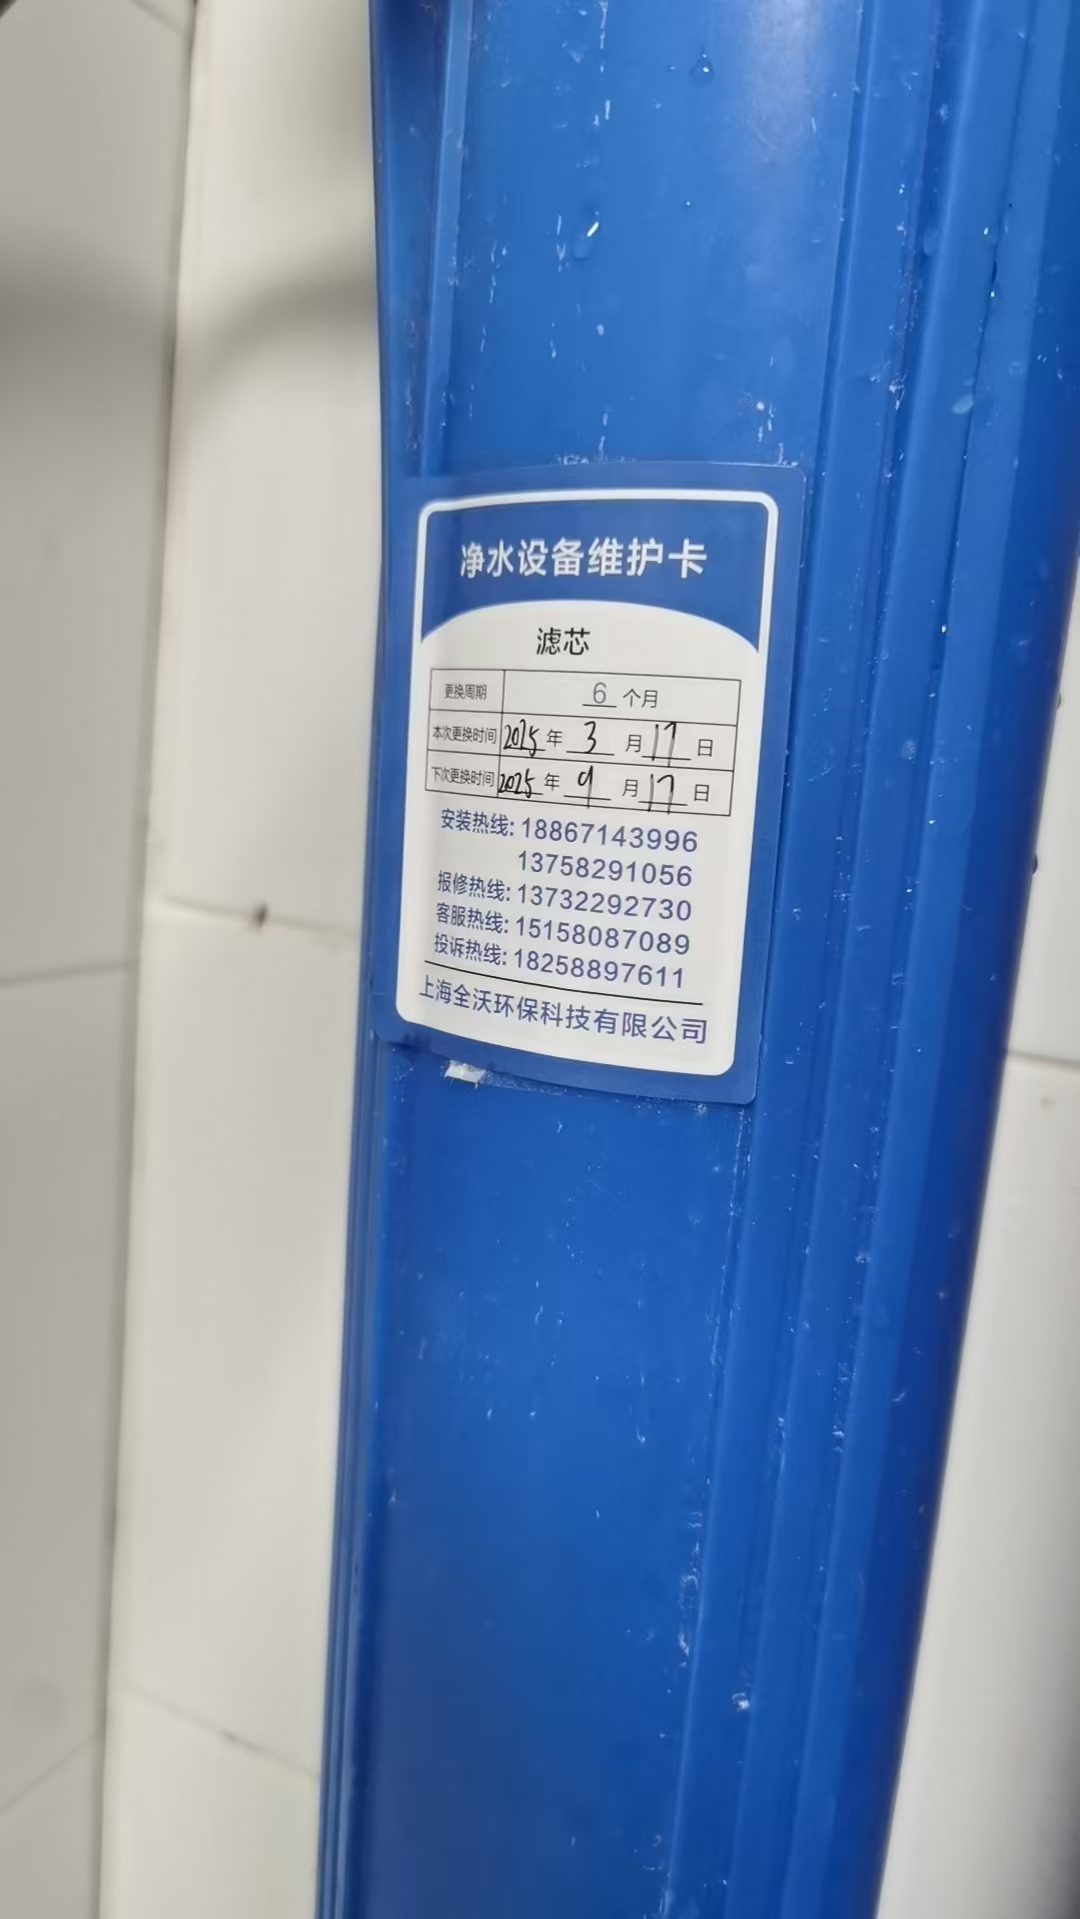 净水设备维护卡
滤芯
更换周期 6 个月
本次更换时间 2025 年 3 月 17 日
下次更换时间 2025 年 9 月 17 日
安装热线: 18867143996
13758291056
报修热线: 13732292730
客服热线: 15158087089
投诉热线: 18258897611
上海全沃环保科技有限公司